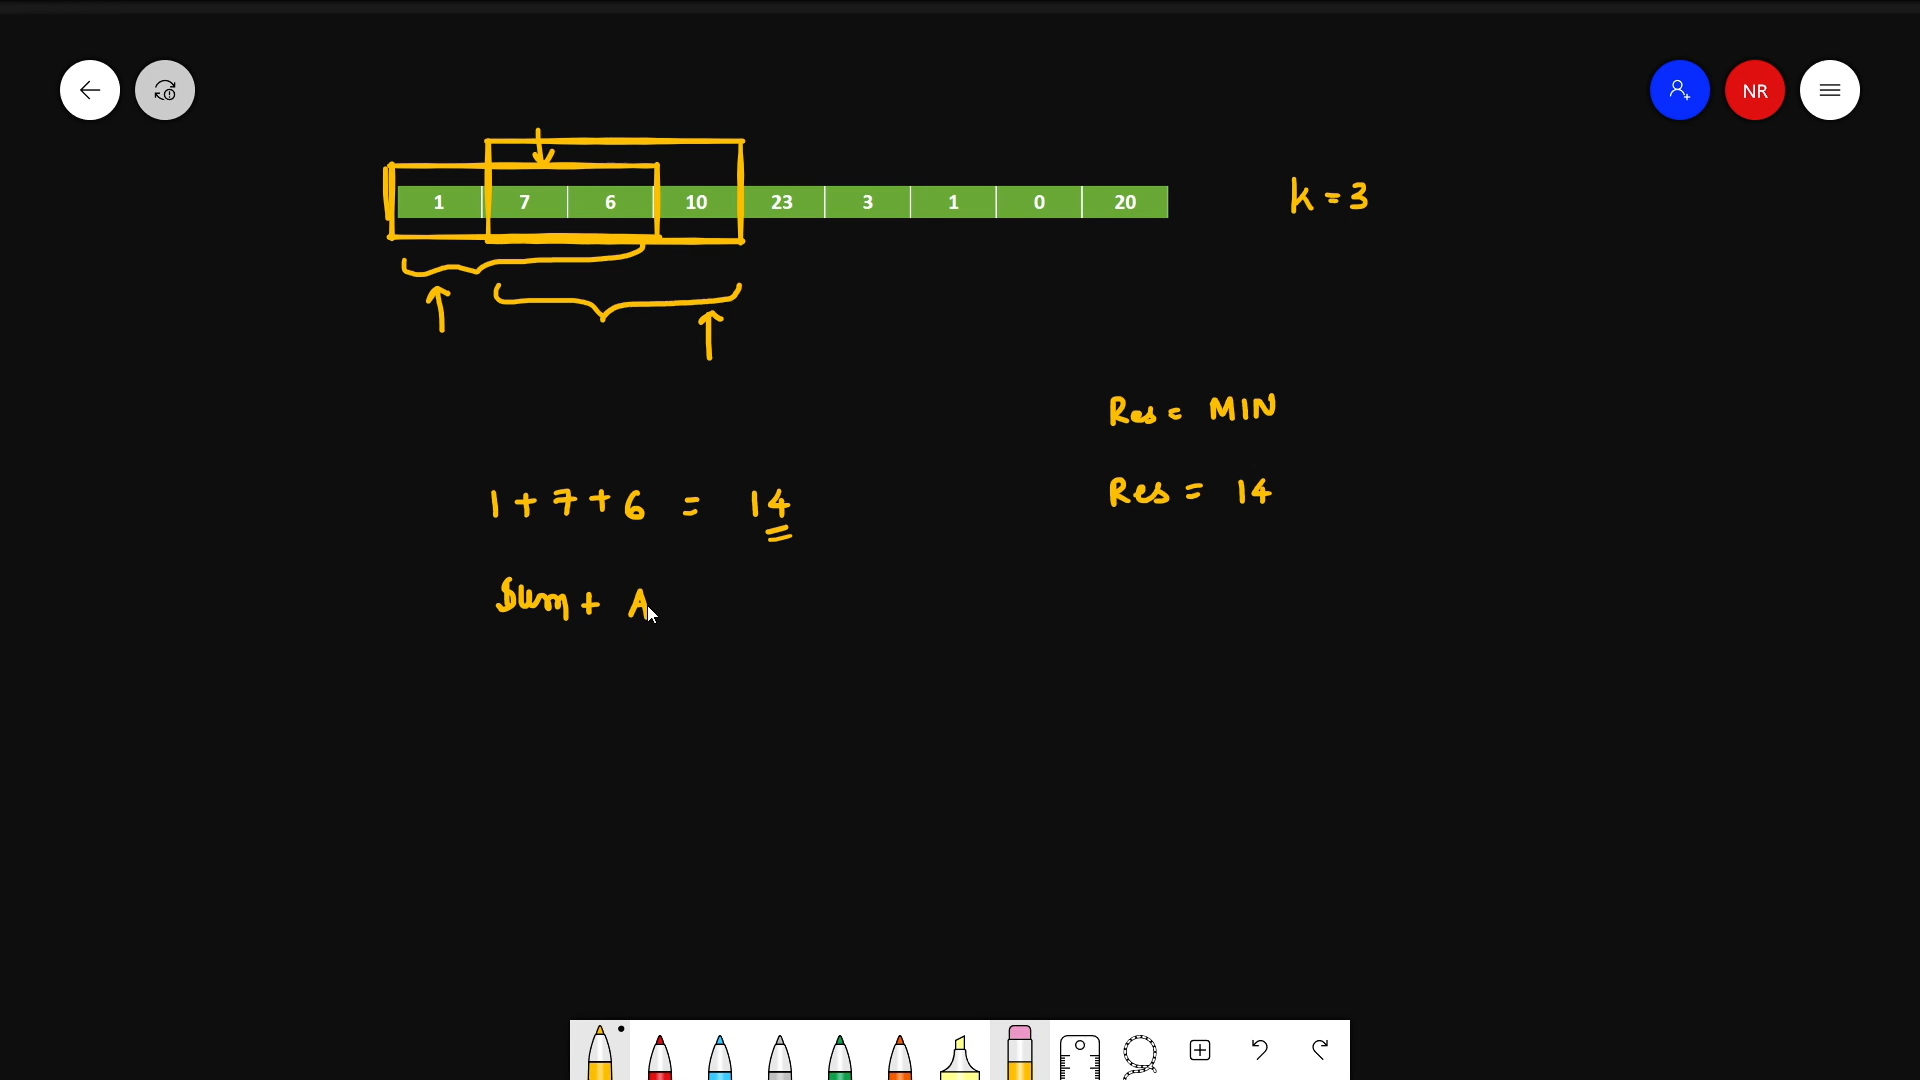 NR
1 7 6 10 23 3 1 0 20
k = 3
Res = MIN
Res = 14
1 + 7 + 6 = 14
Sum + A